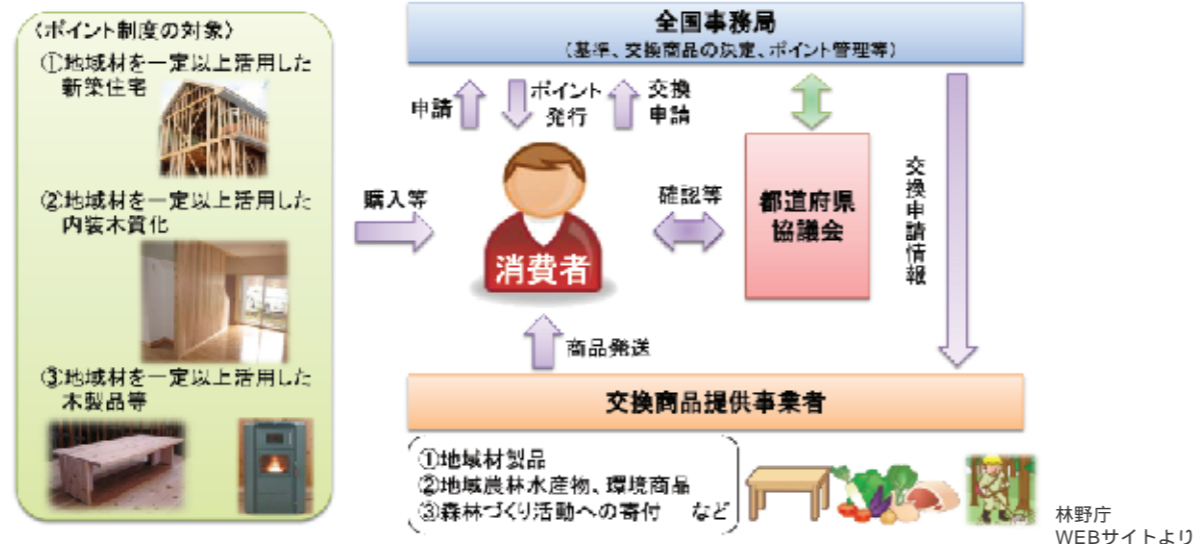 〈ポイント制度の対象〉
①地域材を一定以上活用した
新築住宅
②地域材を一定以上活用した
内装木質化
③地域材を一定以上活用した
木製品等
全国事務局
(基準、交換商品の決定、ポイント管理等)
申請
ポイント
発行
交換
申請
購入等
消費者
確認等
都道府県
協議会
交換申請情報
商品発送
交換商品提供事業者
①地域材製品
②地域農林水産物、環境商品
③森林づくり活動への寄付 など
林野庁
WEBサイトより